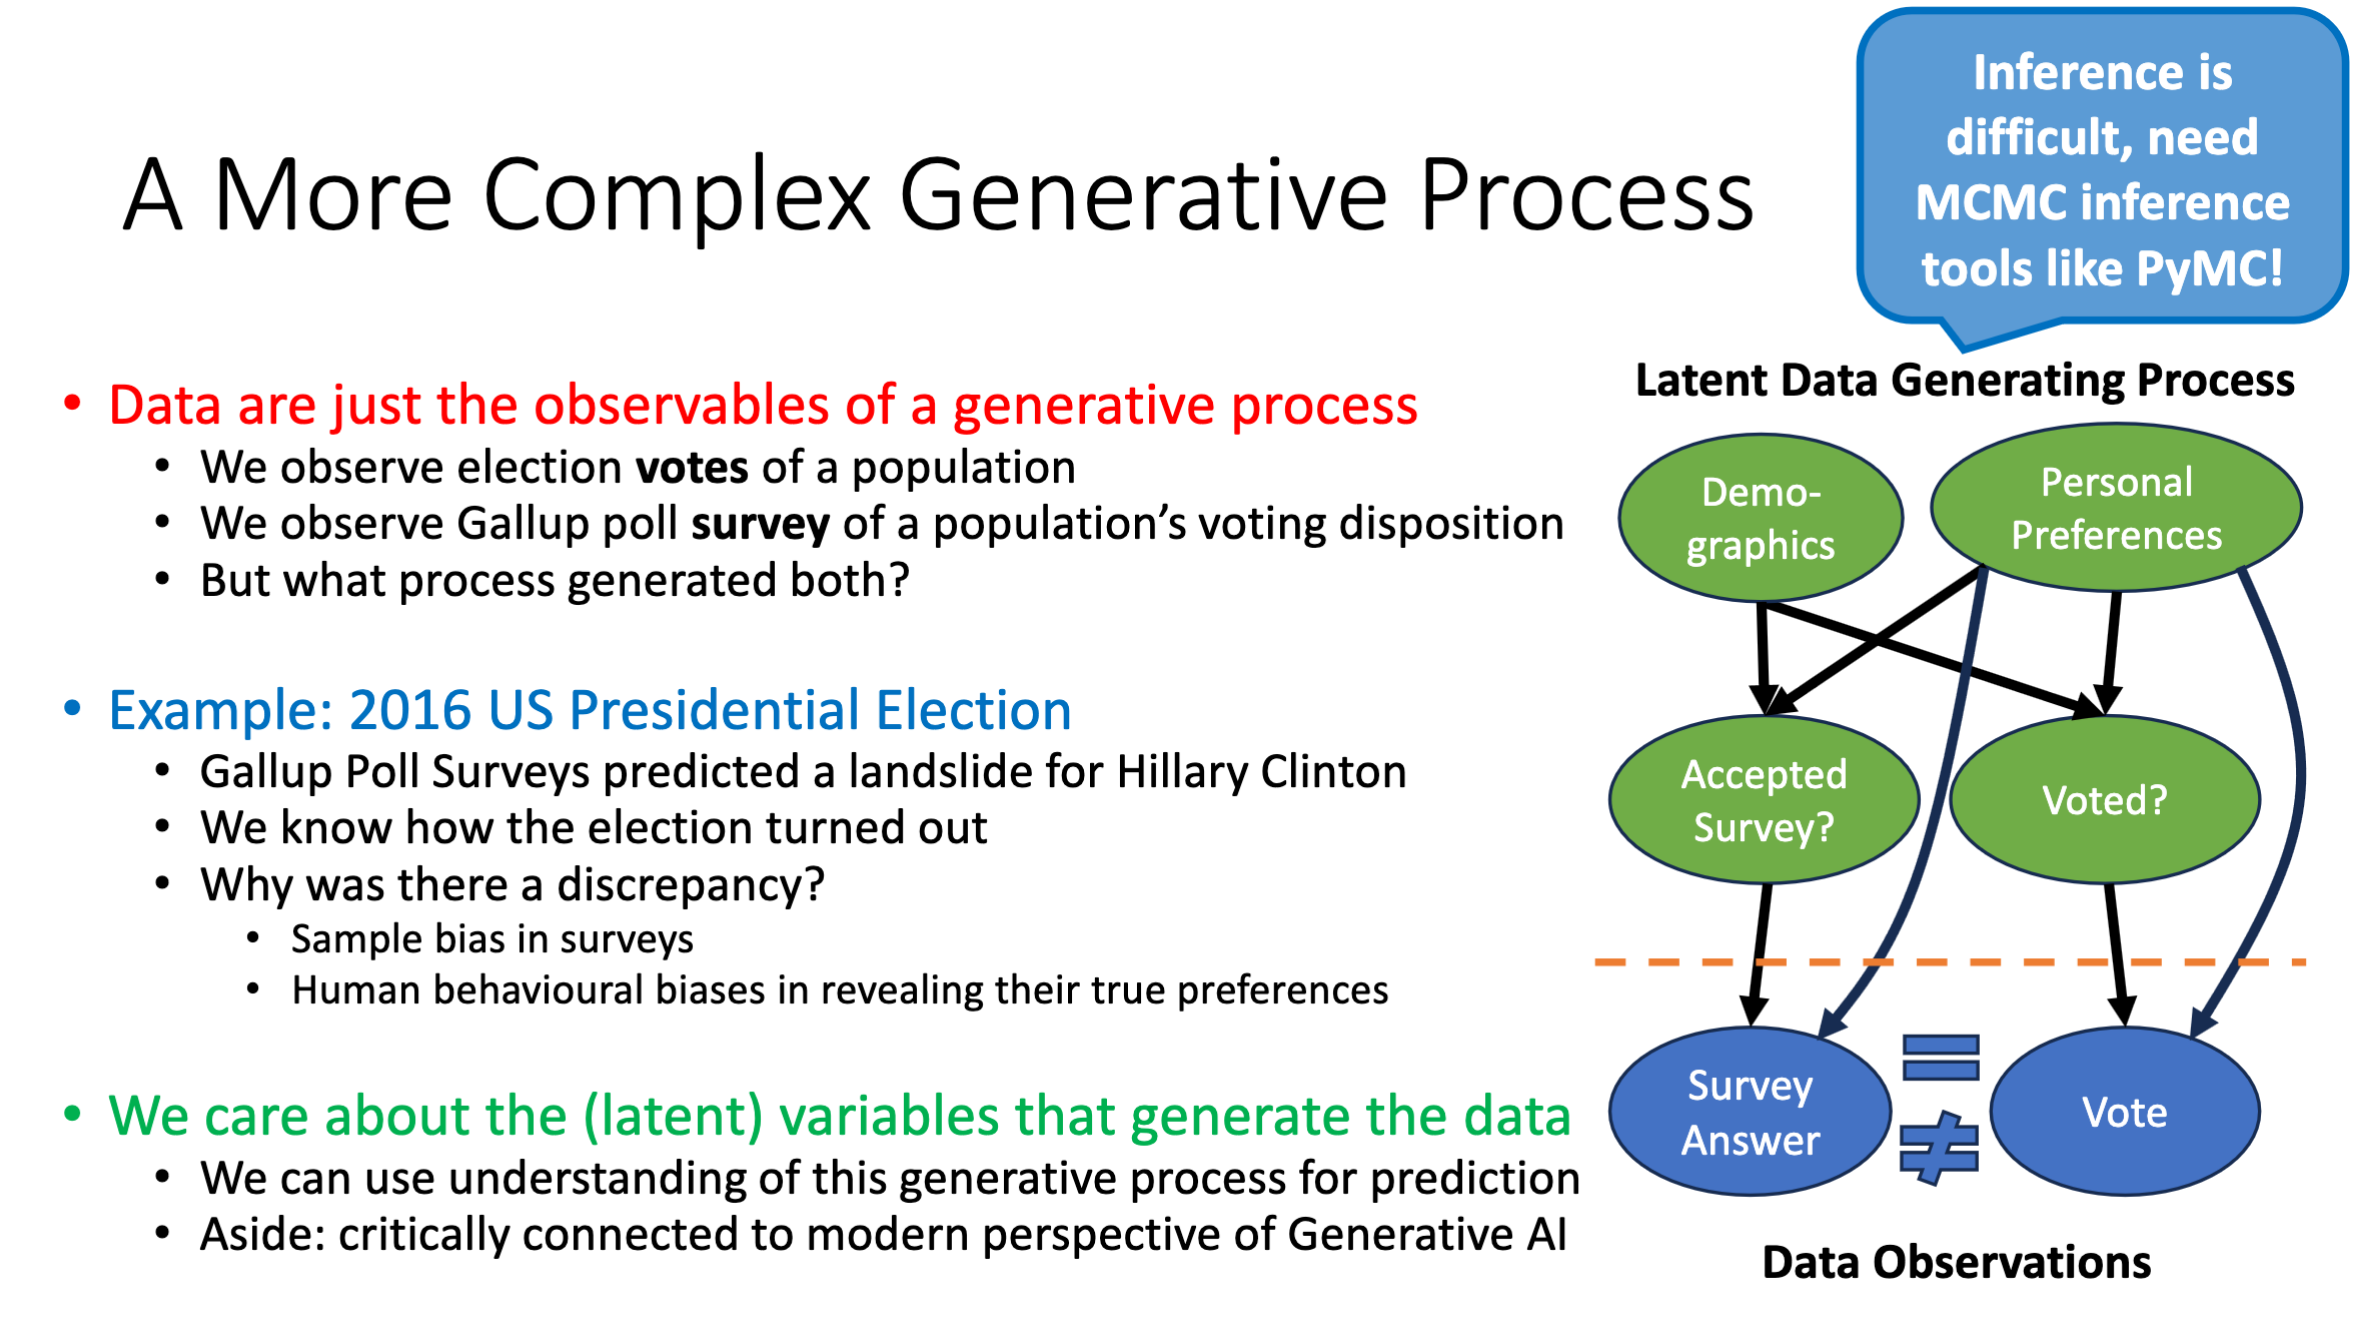 Inference is
difficult, need
MCMC inference
tools like PyMC!
A More Complex Generative Process
• Data are just the observables of a generative process
• We observe election votes of a population
• We observe Gallup poll survey of a population’s voting disposition
• But what process generated both?
• Example: 2016 US Presidential Election
• Gallup Poll Surveys predicted a landslide for Hillary Clinton
• We know how the election turned out
• Why was there a discrepancy?
• Sample bias in surveys
• Human behavioural biases in revealing their true preferences
• We care about the (latent) variables that generate the data
• We can use understanding of this generative process for prediction
• Aside: critically connected to modern perspective of Generative AI
Latent Data Generating Process
Demo-
graphics
Personal
Preferences
Accepted
Survey?
Voted?
Survey
Answer
=
≠
Vote
Data Observations